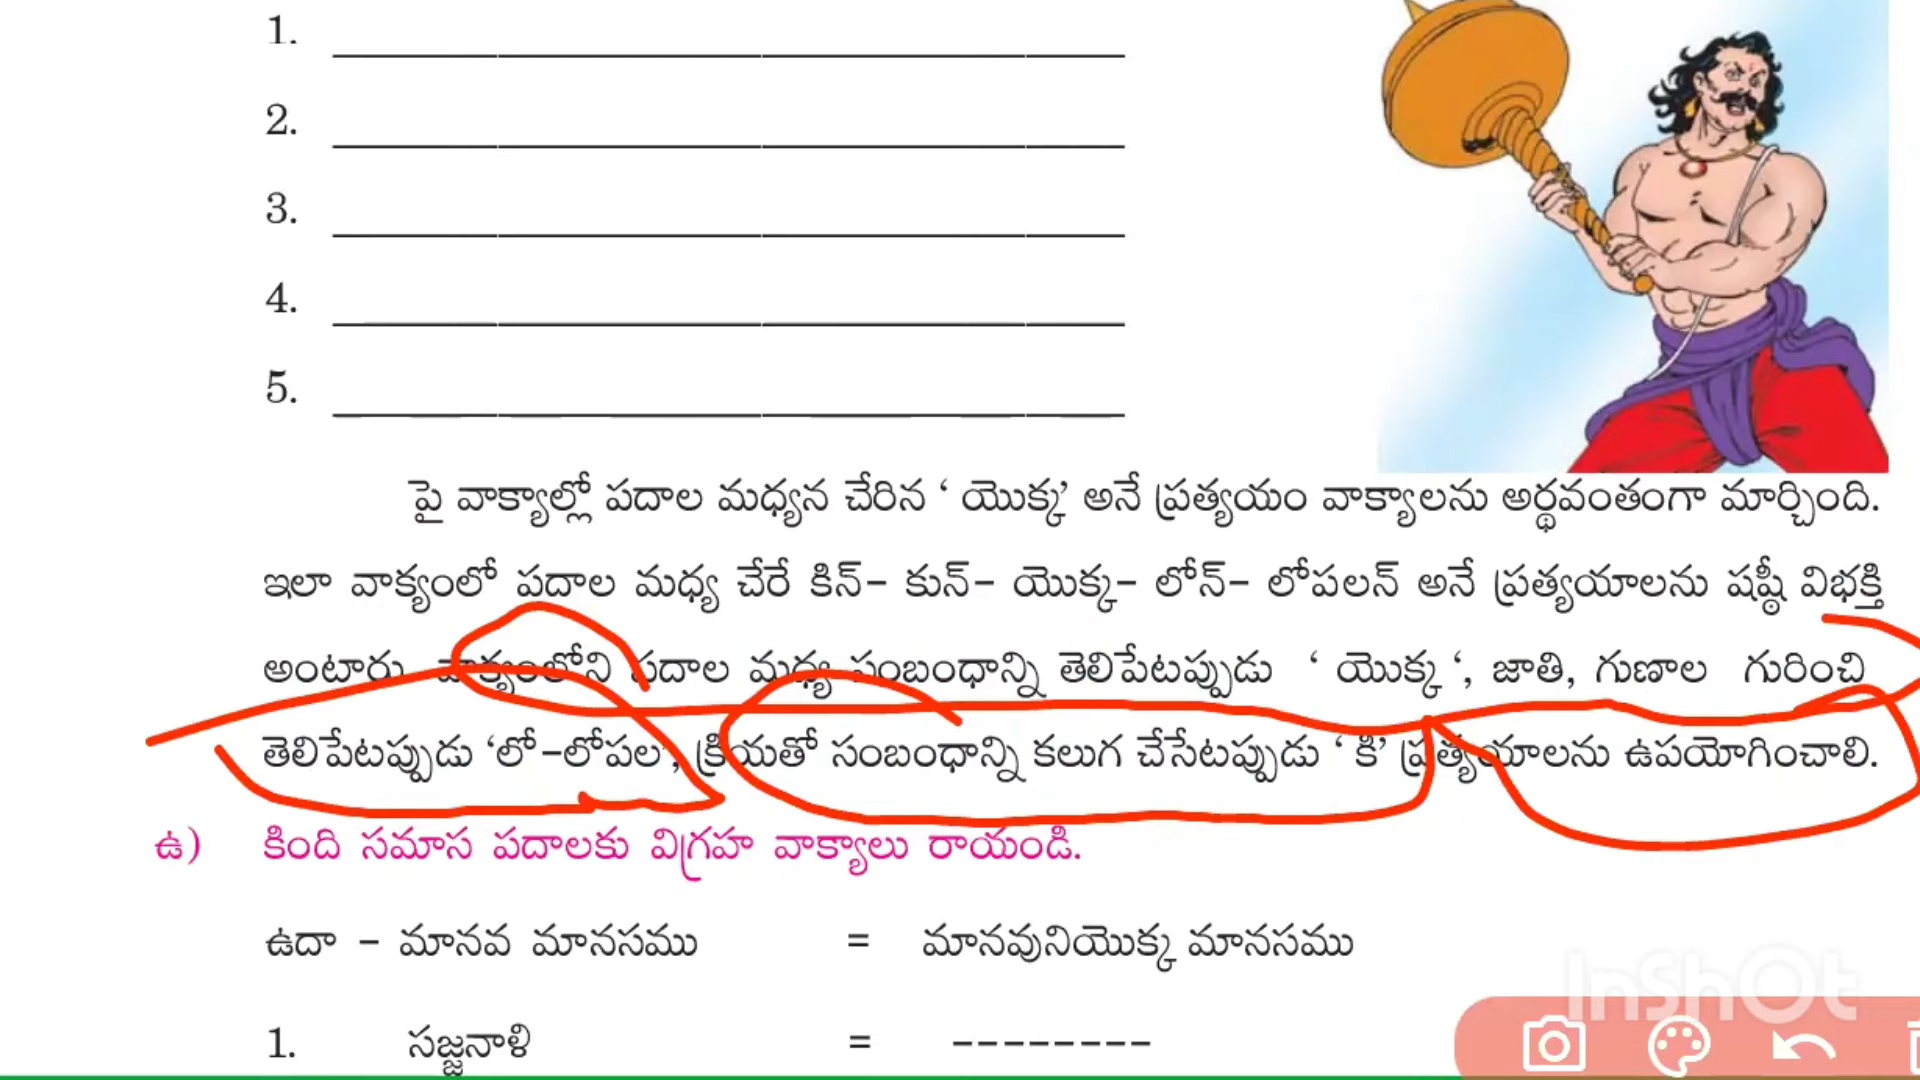 1.
2.
3.
4.
5.
పై వాక్యాల్లో పదాల మధ్యన చేరిన ‘ యొక్క’ అనే ప్రత్యయం వాక్యాలను అర్థవంతంగా మార్చింది.
ఇలా వాక్యంలో పదాల మధ్య చేరే కిన్– కున్– యొక్క– లోన్– లోపలన్ అనే ప్రత్యయాలను షష్ఠీ విభక్తి
అంటారు వాక్యంలోని పదాల మధ్య సంబంధాన్ని తెలిపేటప్పుడు ‘ యొక్క ‘, జాతి, గుణాల గురించి
తెలిపేటప్పుడు ‘లో–లోపల’, క్రియతో సంబంధాన్ని కలుగ చేసేటప్పుడు ‘ కి’ ప్రత్యయాలను ఉపయోగించాలి.
ఉ) కింది సమాస పదాలకు విగ్రహ వాక్యాలు రాయండి.
ఉదా – మానవ మానసము = మానవునియొక్క మానసము
1. సజ్జనాళి = --------
InShOt